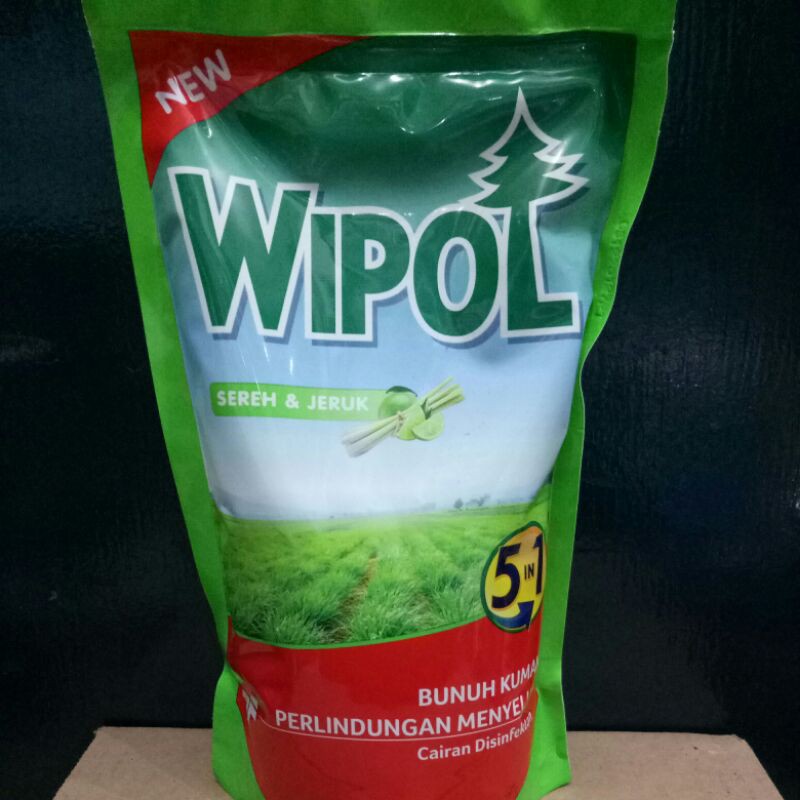 NEW
WIPOL
SEREH & JERUK
5 IN 1
BUNUH KUMAN
PERLINDUNGAN
Cairan Disinfektan